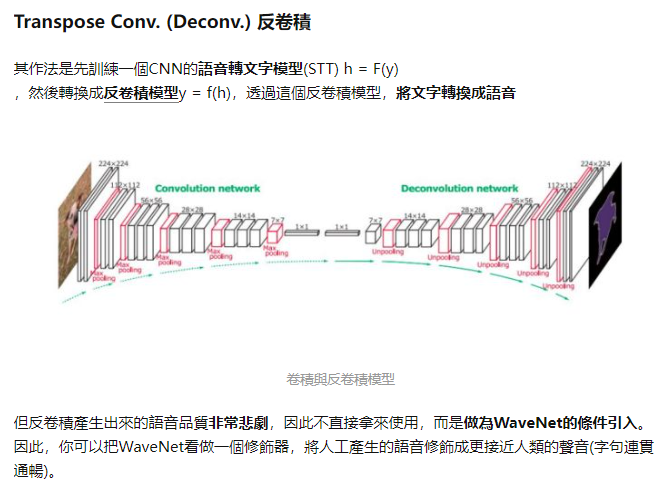 Transpose Conv. (Deconv.) 反卷積
其作法是先訓練一個CNN的語音轉文字模型(STT) h = F(y)
，然後轉換成反卷積模型y = f(h)，透過這個反卷積模型，將文字轉換成語音
224×224
112×112
56×56
28×28
14×14
7×7
1×1
1×1
7×7
14×14
28×28
56×56
112×112
224×224
Convolution network
Deconvolution network
Max pooling
Max pooling
Max pooling
Max pooling
Max pooling
Unpooling
Unpooling
Unpooling
Unpooling
Unpooling
卷積與反卷積模型
但反卷積產生出來的語音品質非常悲劇，因此不直接拿來使用，而是做為WaveNet的條件引入。
因此，你可以把WaveNet看做一個修飾器，將人工產生的語音修飾成更接近人類的聲音(字句連貫
通暢)。